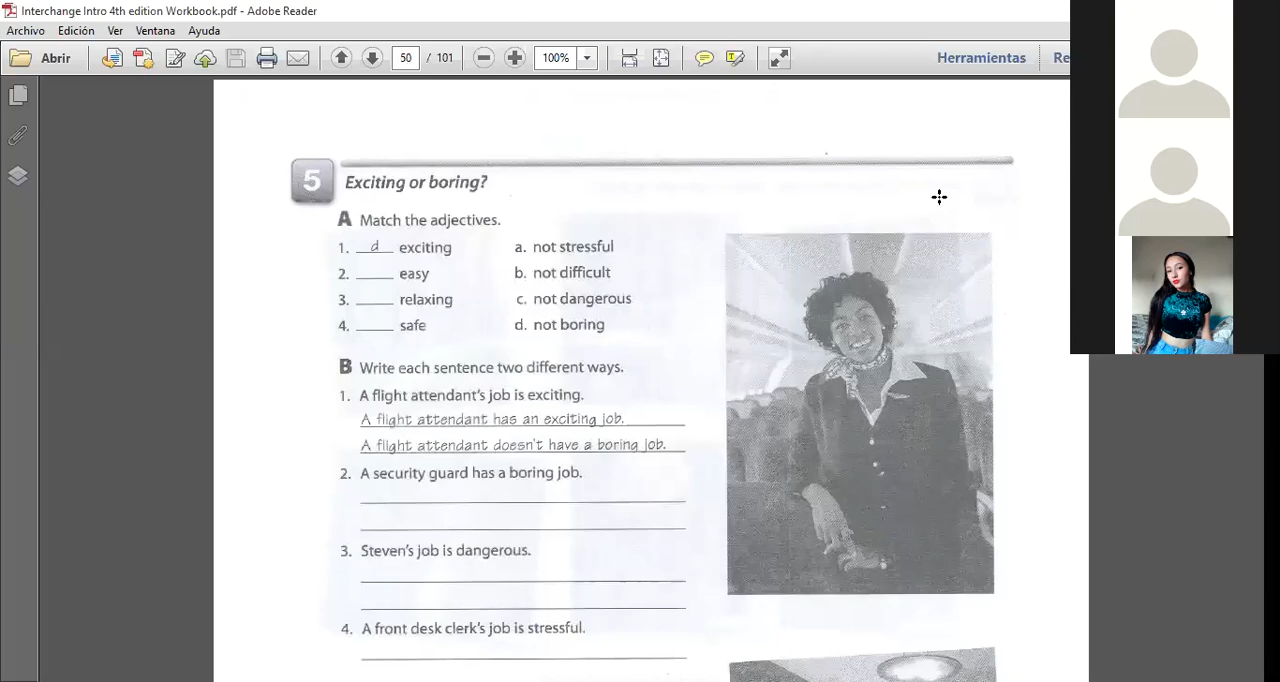 Interchange Intro 4th edition Workbook.pdf - Adobe Reader
Archivo Edición Ver Ventana Ayuda
Abrir 50 / 101 100% Herramientas Re
5 Exciting or boring?
A Match the adjectives.
1. d exciting a. not stressful
2. ____ easy b. not difficult
3. ____ relaxing c. not dangerous
4. ____ safe d. not boring
B Write each sentence two different ways.
1. A flight attendant's job is exciting.
A flight attendant has an exciting job.
A flight attendant doesn't have a boring job.
2. A security guard has a boring job.
3. Steven's job is dangerous.
4. A front desk clerk's job is stressful.